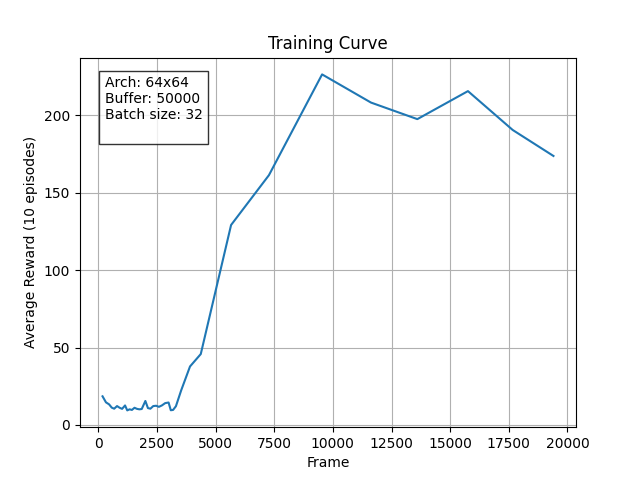 Training Curve
Arch: 64x64
Buffer: 50000
Batch size: 32
Average Reward (10 episodes)
200
150
100
50
0
0 2500 5000 7500 10000 12500 15000 17500 20000
Frame